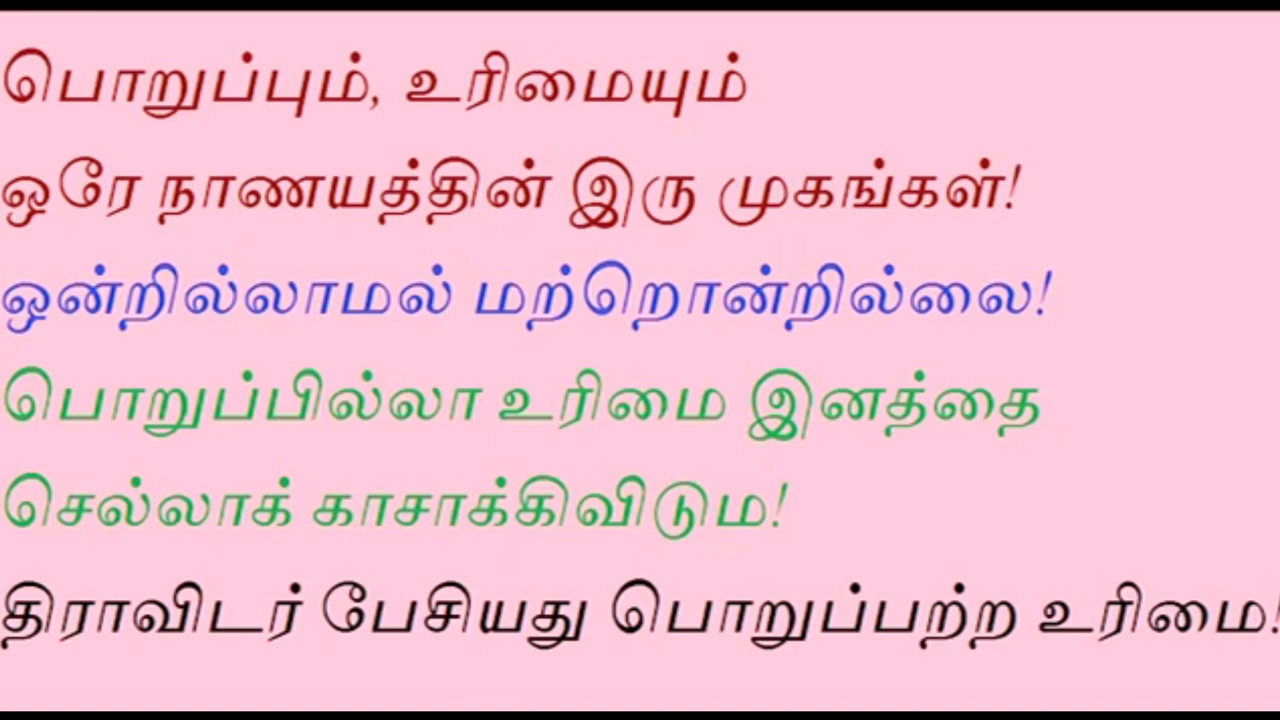 பொறுப்பும், உரிமையும்
ஒரே நாணயத்தின் இரு முகங்கள்!
ஒன்றில்லாமல் மற்றொன்றில்லை!
பொறுப்பில்லா உரிமை இனத்தை
செல்லாக் காசாக்கிவிடும!
திராவிடர் பேசியது பொறுப்பற்ற உரிமை!